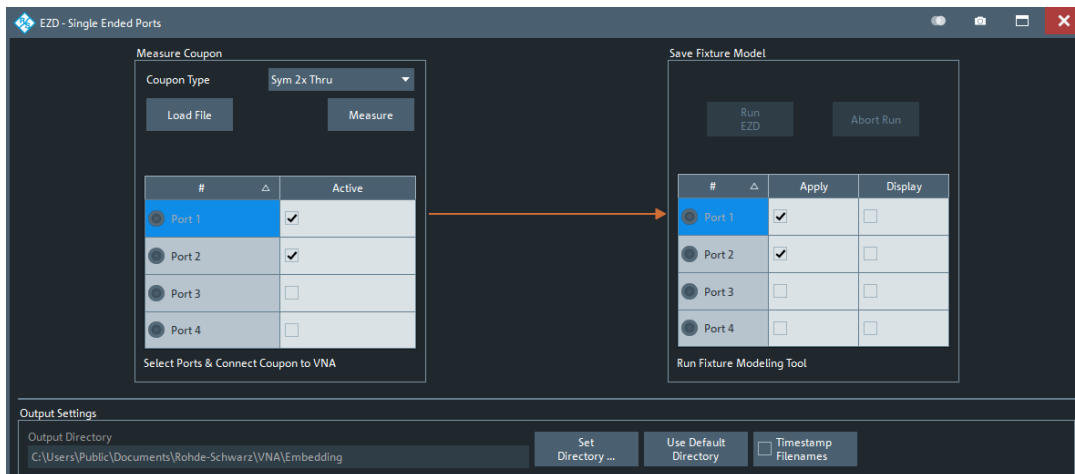 EZD - Single Ended Ports
Measure Coupon
Coupon Type
Sym 2x Thru
Load File
Measure
# Active
Port 1
Port 2
Port 3
Port 4
Select Ports & Connect Coupon to VNA
Save Fixture Model
Run
EZD
Abort Run
# Apply Display
Port 1
Port 2
Port 3
Port 4
Run Fixture Modeling Tool
Output Settings
Output Directory
C:\Users\Public\Documents\Rohde-Schwarz\VNA\Embedding
Set
Directory ...
Use Default
Directory
Timestamp
Filenames